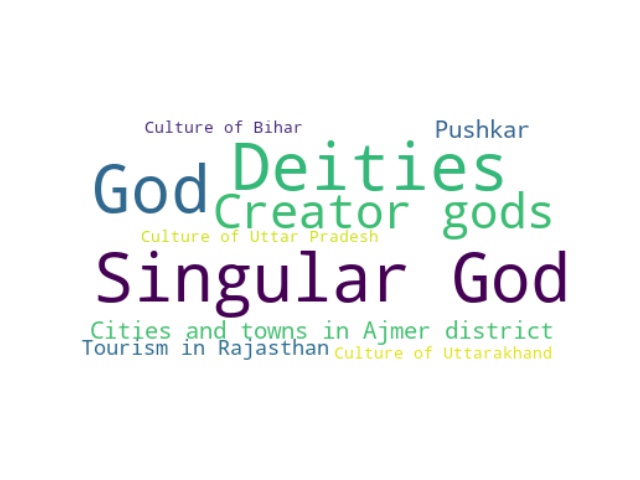 Culture of Bihar
Pushkar
Deities
God
Creator gods
Culture of Uttar Pradesh
Singular God
Cities and towns in Ajmer district
Tourism in Rajasthan
Culture of Uttarakhand